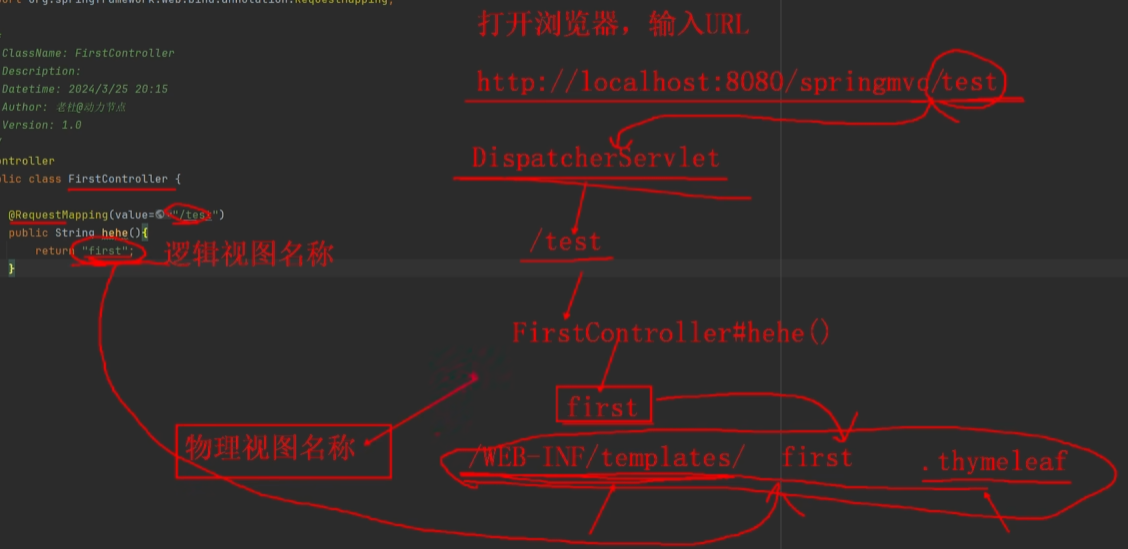 org.springframework.web.bind.annotation.RequestMapping;
ClassName: FirstController
Description:
Datetime: 2024/3/25 20:15
Author: 老杜@动力节点
Version: 1.0
ontroller
lic class FirstController {
@RequestMapping(value="/test")
public String hehe(){
return "first";
}
逻辑视图名称
打开浏览器，输入URL
http://localhost:8080/springmvc/test
DispatcherServlet
/test
FirstController#hehe()
first
物理视图名称
/WEB-INF/templates/ first .thymeleaf